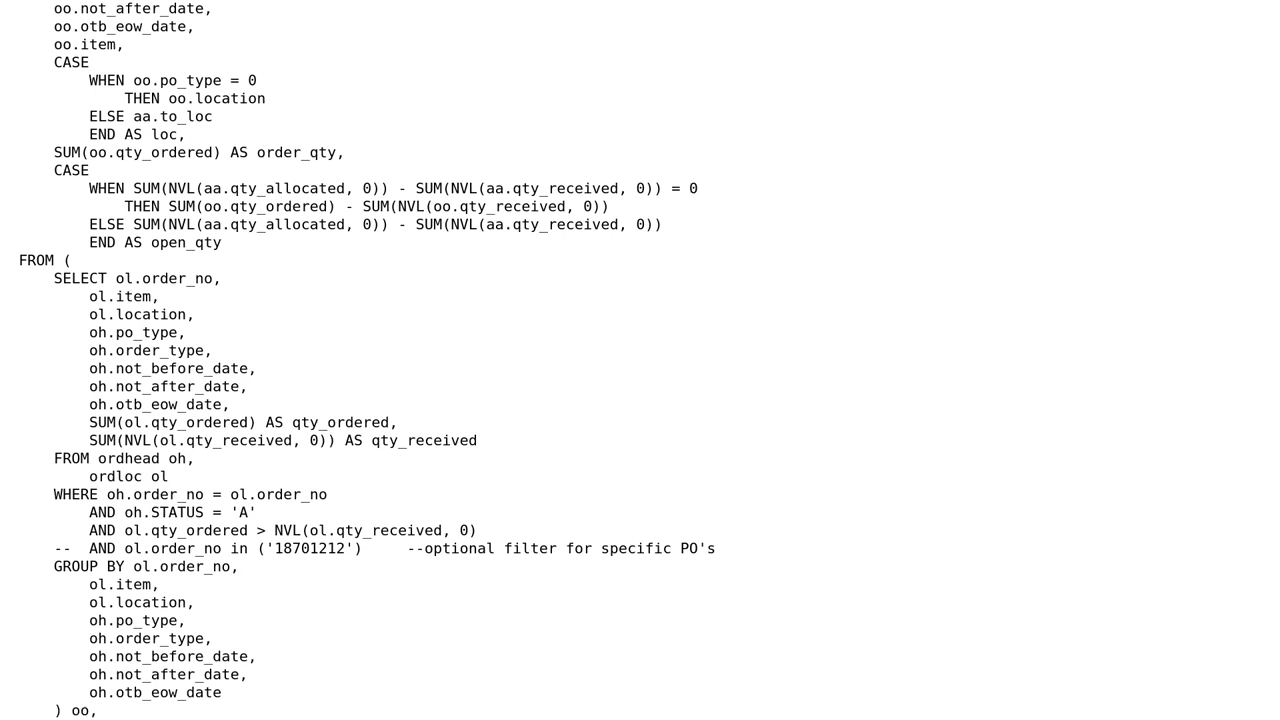 oo.not_after_date,
oo.otb_eow_date,
oo.item,
CASE
WHEN oo.po_type = 0
THEN oo.location
ELSE aa.to_loc
END AS loc,
SUM(oo.qty_ordered) AS order_qty,
CASE
WHEN SUM(NVL(aa.qty_allocated, 0)) - SUM(NVL(aa.qty_received, 0)) = 0
THEN SUM(oo.qty_ordered) - SUM(NVL(oo.qty_received, 0))
ELSE SUM(NVL(aa.qty_allocated, 0)) - SUM(NVL(aa.qty_received, 0))
END AS open_qty
FROM (
SELECT ol.order_no,
ol.item,
ol.location,
oh.po_type,
oh.order_type,
oh.not_before_date,
oh.not_after_date,
oh.otb_eow_date,
SUM(ol.qty_ordered) AS qty_ordered,
SUM(NVL(ol.qty_received, 0)) AS qty_received
FROM ordhead oh,
ordloc ol
WHERE oh.order_no = ol.order_no
AND oh.STATUS = 'A'
AND ol.qty_ordered > NVL(ol.qty_received, 0)
--  AND ol.order_no in ('18701212')     --optional filter for specific PO's
GROUP BY ol.order_no,
ol.item,
ol.location,
oh.po_type,
oh.order_type,
oh.not_before_date,
oh.not_after_date,
oh.otb_eow_date
) oo,